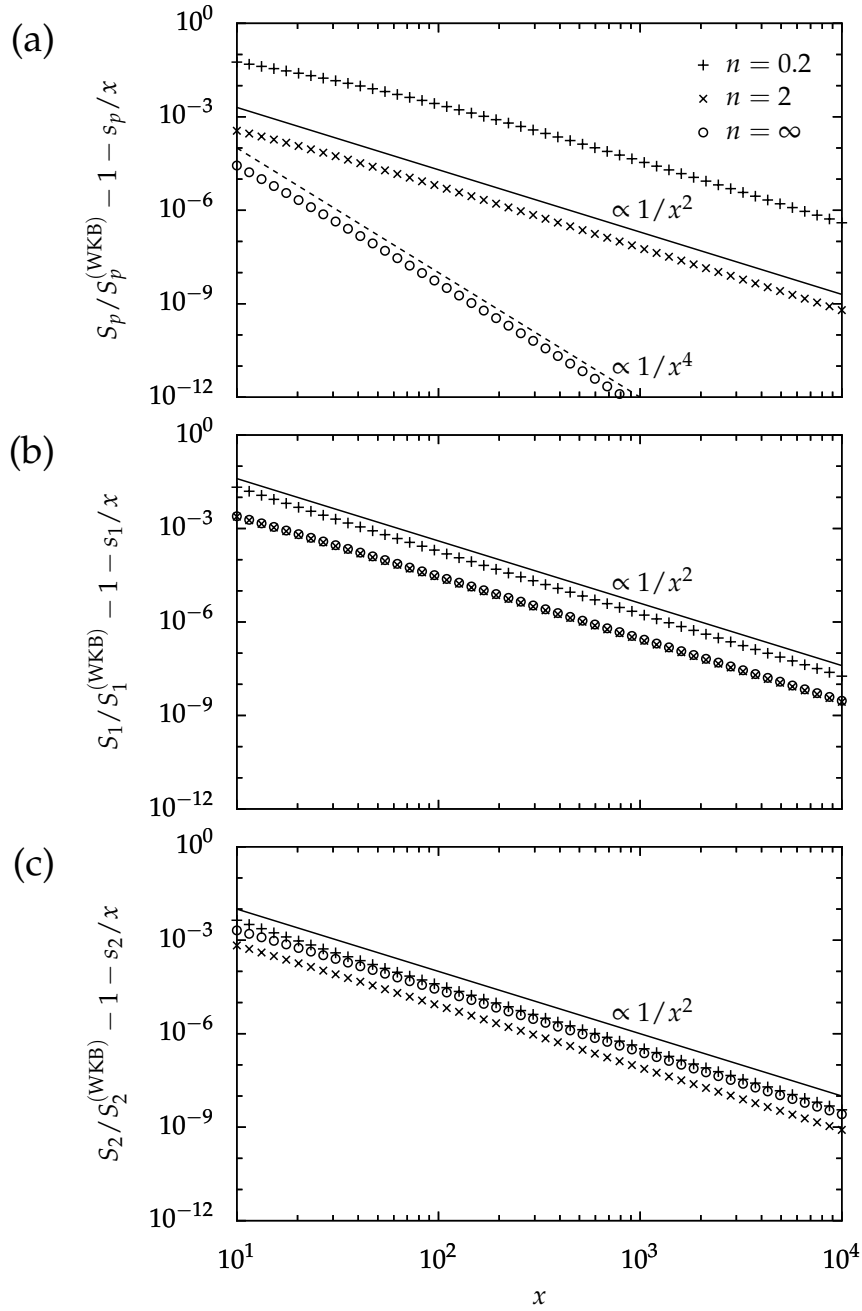 (a)
S_p/S_p^(WKB) − 1 − s_p/x
10^0
10^−3
10^−6
10^−9
10^−12
+ n = 0.2
× n = 2
○ n = ∞
∝ 1/x^2
∝ 1/x^4
(b)
S_1/S_1^(WKB) − 1 − s_1/x
10^0
10^−3
10^−6
10^−9
10^−12
∝ 1/x^2
(c)
S_2/S_2^(WKB) − 1 − s_2/x
10^0
10^−3
10^−6
10^−9
10^−12
∝ 1/x^2
10^1 10^2 10^3 10^4
x